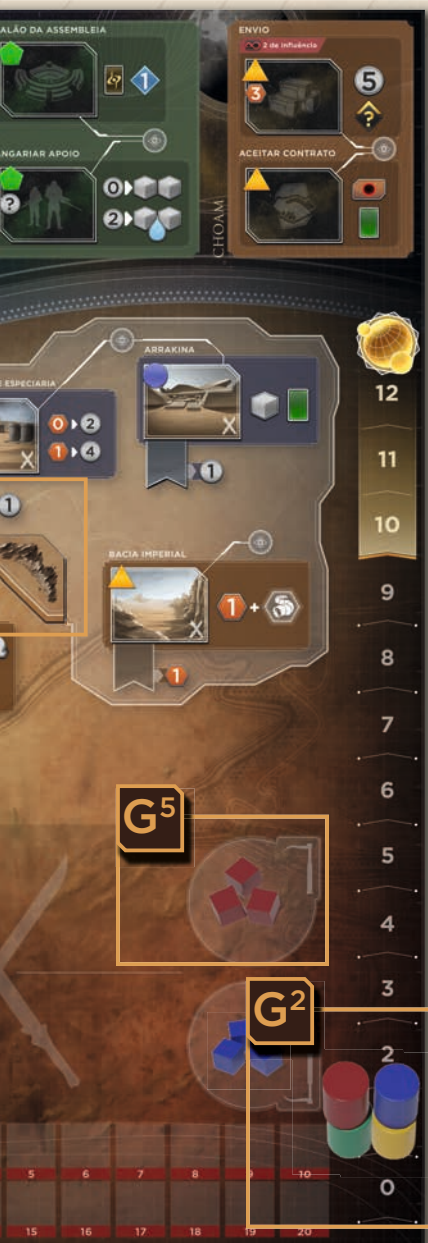 ALÃO DA ASSEMBLEIA
1
ANGARIAR APOIO
?
0
2
CHOAM
ENVIO
2 de Influência
3
5
?
ACEITAR CONTRATO
ARRAKINA
X
1
E ESPECIARIA
0 2
1 4
X
1
BACIA IMPERIAL
X
1 +
1
12
11
10
9
8
7
6
5
4
3
2
0
G5
G2
5 6 7 8 9 10
15 16 17 18 19 20